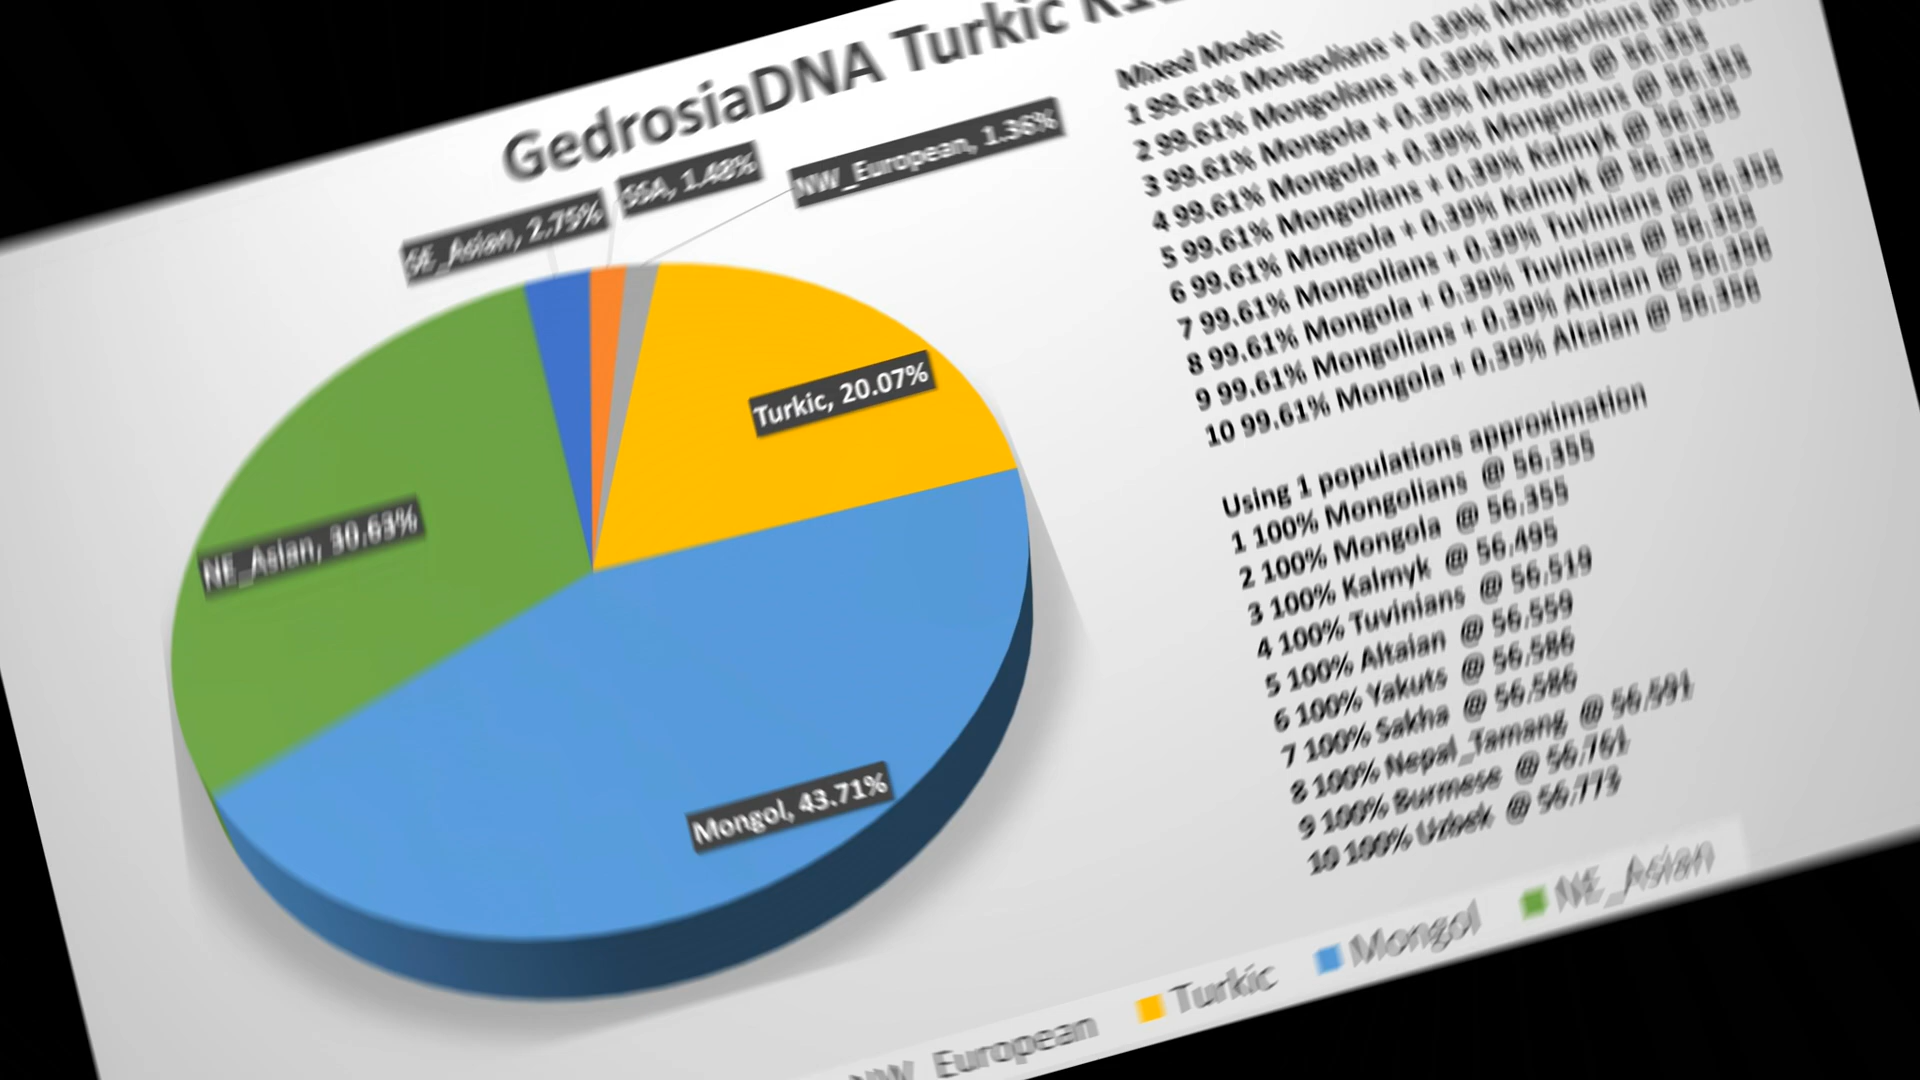 GedrosiaDNA Turkic
SE_Asian, 2.75%
SSA, 1.48%
NW_European, 1.36%
Turkic, 20.07%
NE_Asian, 30.63%
Mongol, 43.71%
Mixed Mode:
1 99.61% Mongolians + 0.39%
2 99.61% Mongolians + 0.39% Mongolians @
3 99.61% Mongola + 0.39% Mongola @ 56.355
4 99.61% Mongola + 0.39% Mongolians @ 56.355
5 99.61% Mongolians + 0.39% Kalmyk @ 56.355
6 99.61% Mongola + 0.39% Kalmyk @ 56.355
7 99.61% Mongolians + 0.39% Tuvinians @ 56.355
8 99.61% Mongola + 0.39% Tuvinians @ 56.355
9 99.61% Mongolians + 0.39% Altaian @ 56.356
10 99.61% Mongola + 0.39% Altaian @ 56.356
Using 1 populations approximation
1 100% Mongolians @ 56.355
2 100% Mongola @ 56.355
3 100% Kalmyk @ 56.495
4 100% Tuvinians @ 56.519
5 100% Altaian @ 56.559
6 100% Yakuts @ 56.586
7 100% Sakha @ 56.586
8 100% Nepal_Tamang @ 56.591
9 100% Burmese @ 56.761
10 100% Uzbek @ 56.773
NW_European Turkic Mongol NE_Asian